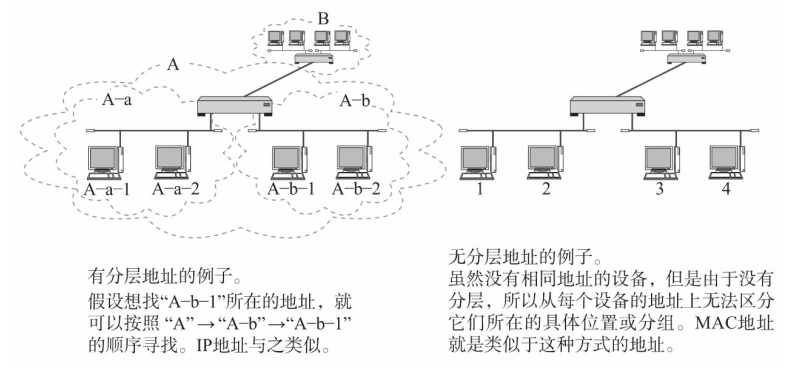 B
A
A-a
A-b
A-a-1
A-a-2
A-b-1
A-b-2
1
2
3
4
有分层地址的例子。
假设想找“A-b-1”所在的地址，就
可以按照 “A”→“A-b”→“A-b-1”
的顺序寻找。IP地址与之类似。
无分层地址的例子。
虽然没有相同地址的设备，但是由于没有
分层，所以从每个设备的地址上无法区分
它们所在的具体位置或分组。MAC地址
就是类似于这种方式的地址。